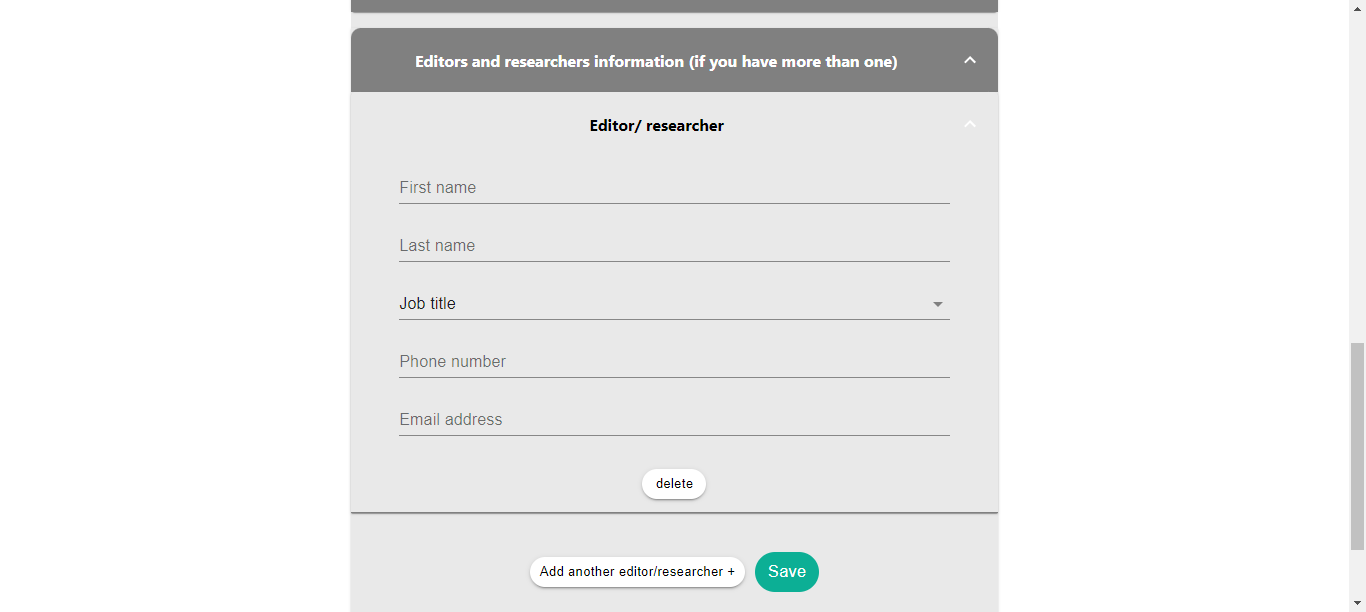 Editors and researchers information (if you have more than one)
Editor/ researcher
First name
Last name
Job title
Phone number
Email address
delete
Add another editor/researcher +
Save